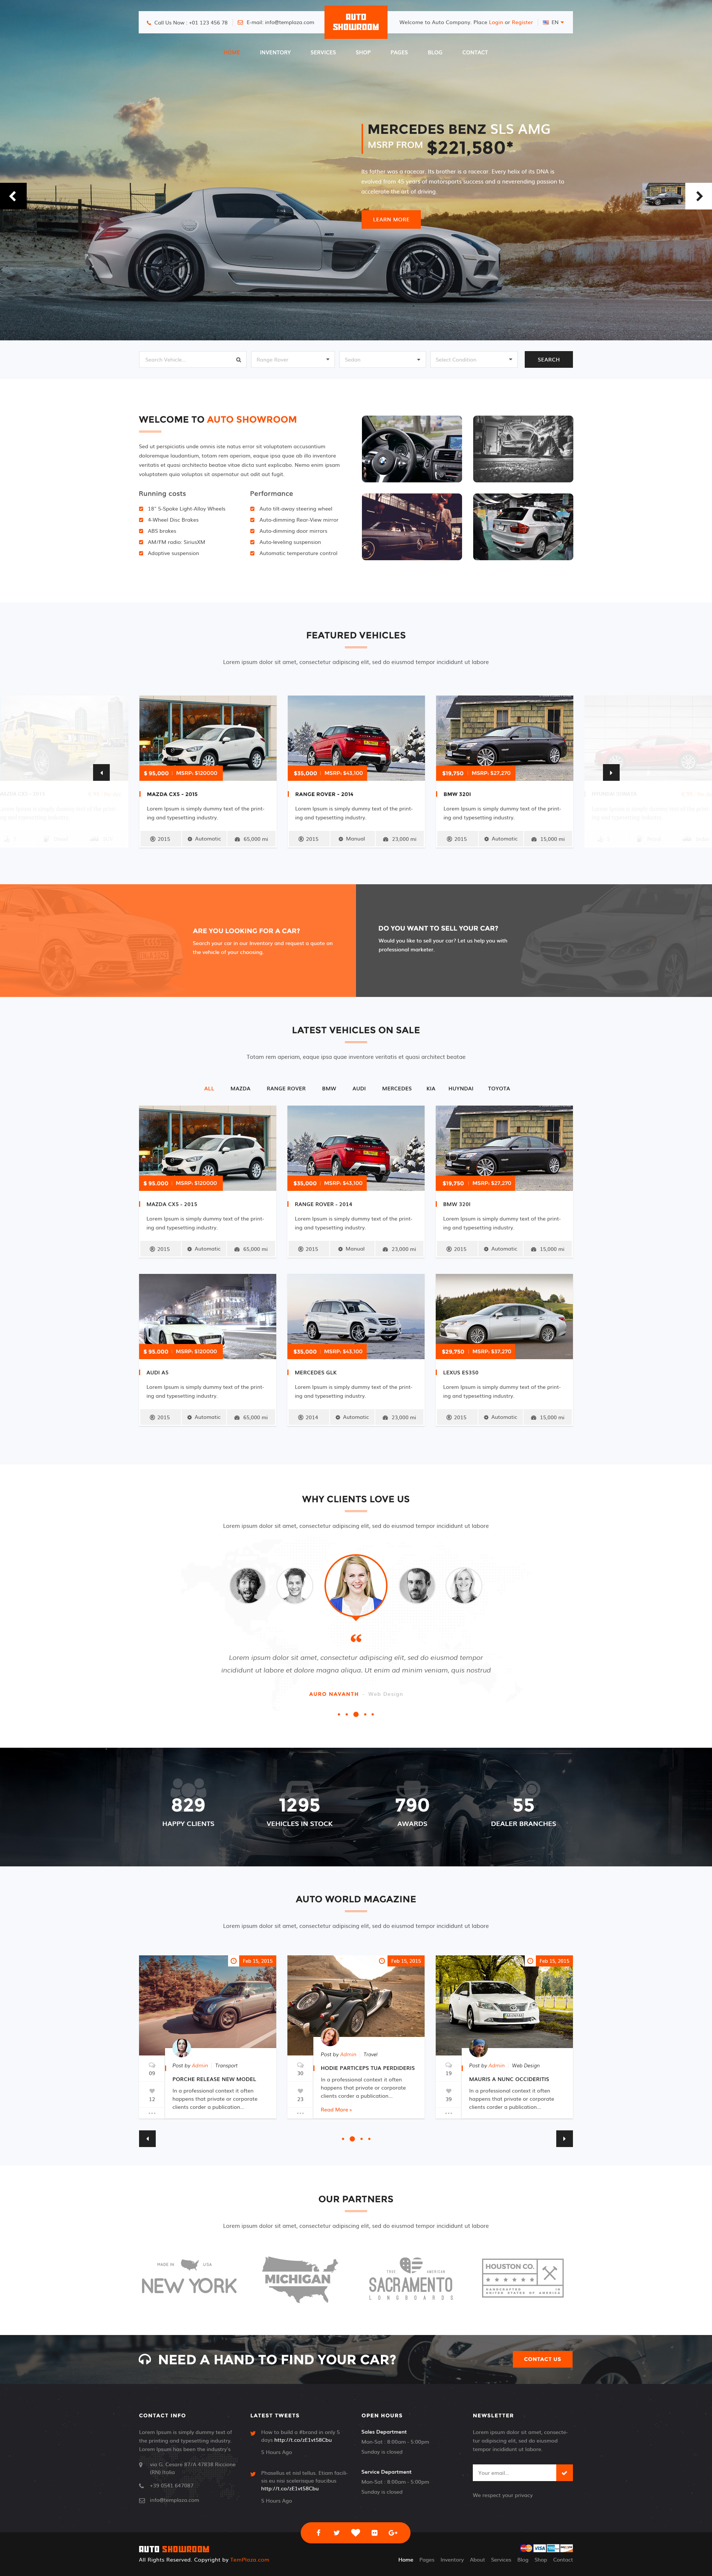 Call Us Now : +01 123 456 78
E-mail: info@templaza.com
AUTO
SHOWROOM
Welcome to Auto Company. Place Login or Register
EN
HOME
INVENTORY
SERVICES
SHOP
PAGES
BLOG
CONTACT
MERCEDES BENZ SLS AMG
MSRP FROM $221,580*
Its father was a racecar. Its brother is a racecar. Every helix of its DNA is
evolved from 45 years of motorsports success and a neverending passion to
accelerate the art of driving.
LEARN MORE
Search Vehicle...
Range Rover
Sedan
Select Condition
SEARCH
WELCOME TO AUTO SHOWROOM
Sed ut perspiciatis unde omnis iste natus error sit voluptatem accusantium
doloremque laudantium, totam rem aperiam, eaque ipsa quae ab illo inventore
veritatis et quasi architecto beatae vitae dicta sunt explicabo. Nemo enim ipsam
voluptatem quia voluptas sit aspernatur aut odit aut fugit.
Running costs
18" 5-Spoke Light-Alloy Wheels
4-Wheel Disc Brakes
ABS brakes
AM/FM radio: SiriusXM
Adaptive suspension
Performance
Auto tilt-away steering wheel
Auto-dimming Rear-View mirror
Auto-dimming door mirrors
Auto-leveling suspension
Automatic temperature control
FEATURED VEHICLES
Lorem ipsum dolor sit amet, consectetur adipiscing elit, sed do eiusmod tempor incididunt ut labore
$ 95,000 MSRP: $120000
MAZDA CX5 - 2015
Lorem Ipsum is simply dummy text of the print-
ing and typesetting industry.
2015 Automatic 65,000 mi
$35,000 MSRP: $43,100
RANGE ROVER - 2014
Lorem Ipsum is simply dummy text of the print-
ing and typesetting industry.
2015 Manual 23,000 mi
$19,750 MSRP: $27,270
BMW 320I
Lorem Ipsum is simply dummy text of the print-
ing and typesetting industry.
2015 Automatic 15,000 mi
ARE YOU LOOKING FOR A CAR?
Search your car in our inventory and request a quote on
the vehicle of your choosing.
DO YOU WANT TO SELL YOUR CAR?
Would you like to sell your car? Let us help you with
professional marketer.
LATEST VEHICLES ON SALE
Totam rem aperiam, eaque ipsa quae inventore veritatis et quasi architect beatae
ALL
MAZDA
RANGE ROVER
BMW
AUDI
MERCEDES
KIA
HUYNDAI
TOYOTA
$ 95.000 MSRP: $120000
MAZDA CX5 - 2015
Lorem Ipsum is simply dummy text of the print-
ing and typesetting industry.
2015 Automatic 65,000 mi
$35,000 MSRP: $43,100
RANGE ROVER - 2014
Lorem Ipsum is simply dummy text of the print-
ing and typesetting industry.
2015 Manual 23,000 mi
$19,750 MSRP: $27,270
BMW 320I
Lorem Ipsum is simply dummy text of the print-
ing and typesetting industry.
2015 Automatic 15,000 mi
$ 95.000 MSRP: $120000
AUDI A5
Lorem Ipsum is simply dummy text of the print-
ing and typesetting industry.
2015 Automatic 65,000 mi
$35,000 MSRP: $43,100
MERCEDES GLK
Lorem Ipsum is simply dummy text of the print-
ing and typesetting industry.
2014 Automatic 23,000 mi
$29,750 MSRP: $37,270
LEXUS ES350
Lorem Ipsum is simply dummy text of the print-
ing and typesetting industry.
2015 Automatic 15,000 mi
WHY CLIENTS LOVE US
Lorem ipsum dolor sit amet, consectetur adipiscing elit, sed do eiusmod tempor incididunt ut labore
Lorem ipsum dolor sit amet, consectetur adipiscing elit, sed do eiusmod tempor
incididunt ut labore et dolore magna aliqua. Ut enim ad minim veniam, quis nostrud
AURO NAVANTH - Web Design
829
HAPPY CLIENTS
1295
VEHICLES IN STOCK
790
AWARDS
55
DEALER BRANCHES
AUTO WORLD MAGAZINE
Lorem ipsum dolor sit amet, consectetur adipiscing elit, sed do eiusmod tempor incididunt ut labore
Feb 15, 2015
09
12
Post by Admin Transport
PORCHE RELEASE NEW MODEL
In a professional context it often
happens that private or corporate
clients corder a publication...
Feb 15, 2015
30
23
Post by Admin Travel
HODIE PARTICEPS TUA PERDIDERIS
In a professional context it often
happens that private or corporate
clients corder a publication...
Read More »
Feb 15, 2015
19
39
Post by Admin Web Design
MAURIS A NUNC OCCIDERITIS
In a professional context it often
happens that private or corporate
clients corder a publication...
OUR PARTNERS
Lorem ipsum dolor sit amet, consectetur adipiscing elit, sed do eiusmod tempor incididunt ut labore
MADE IN USA
NEW YORK
MICHIGAN
TRUE AMERICAN
SACRAMENTO
LONGBOARDS
HOUSTON CO.
HANDCRAFTED IN
UNITED STATES OF AMERICA
NEED A HAND TO FIND YOUR CAR?
CONTACT US
CONTACT INFO
Lorem Ipsum is simply dummy text of
the printing and typesetting industry.
Lorem Ipsum has been the industry's
via G. Cesare 87/A 47838 Riccione
(RN) Italia
+39 0541 647087
info@templaza.com
LATEST TWEETS
How to build a #brand in only 5
days http://t.co/zE1vtS8Cbu
5 Hours Ago
Phasellus et nisl tellus. Etiam facili-
sis eu nisi scelerisque faucibus
http://t.co/zE1vtS8Cbu
5 Hours Ago
OPEN HOURS
Sales Department
Mon-Sat : 8:00am - 5:00pm
Sunday is closed
Service Department
Mon-Sat : 8:00am - 5:00pm
Sunday is closed
NEWSLETTER
Lorem ipsum dolor sit amet, consecte-
tur adipiscing elit, sed do eiusmod
tempor incididunt ut labore.
Your email...
We respect your privacy
AUTO SHOWROOM
All Rights Reserved. Copyright by TemPlaza.com
Home
Pages
Inventory
About
Services
Blog
Shop
Contact